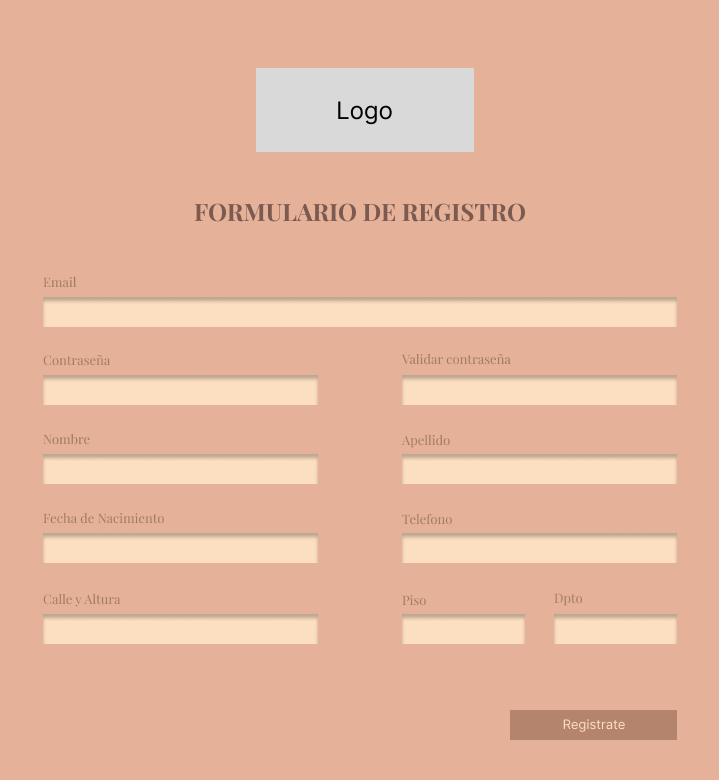 Logo
FORMULARIO DE REGISTRO
Email
Contraseña
Validar contraseña
Nombre
Apellido
Fecha de Nacimiento
Telefono
Calle y Altura
Piso
Dpto
Registrate